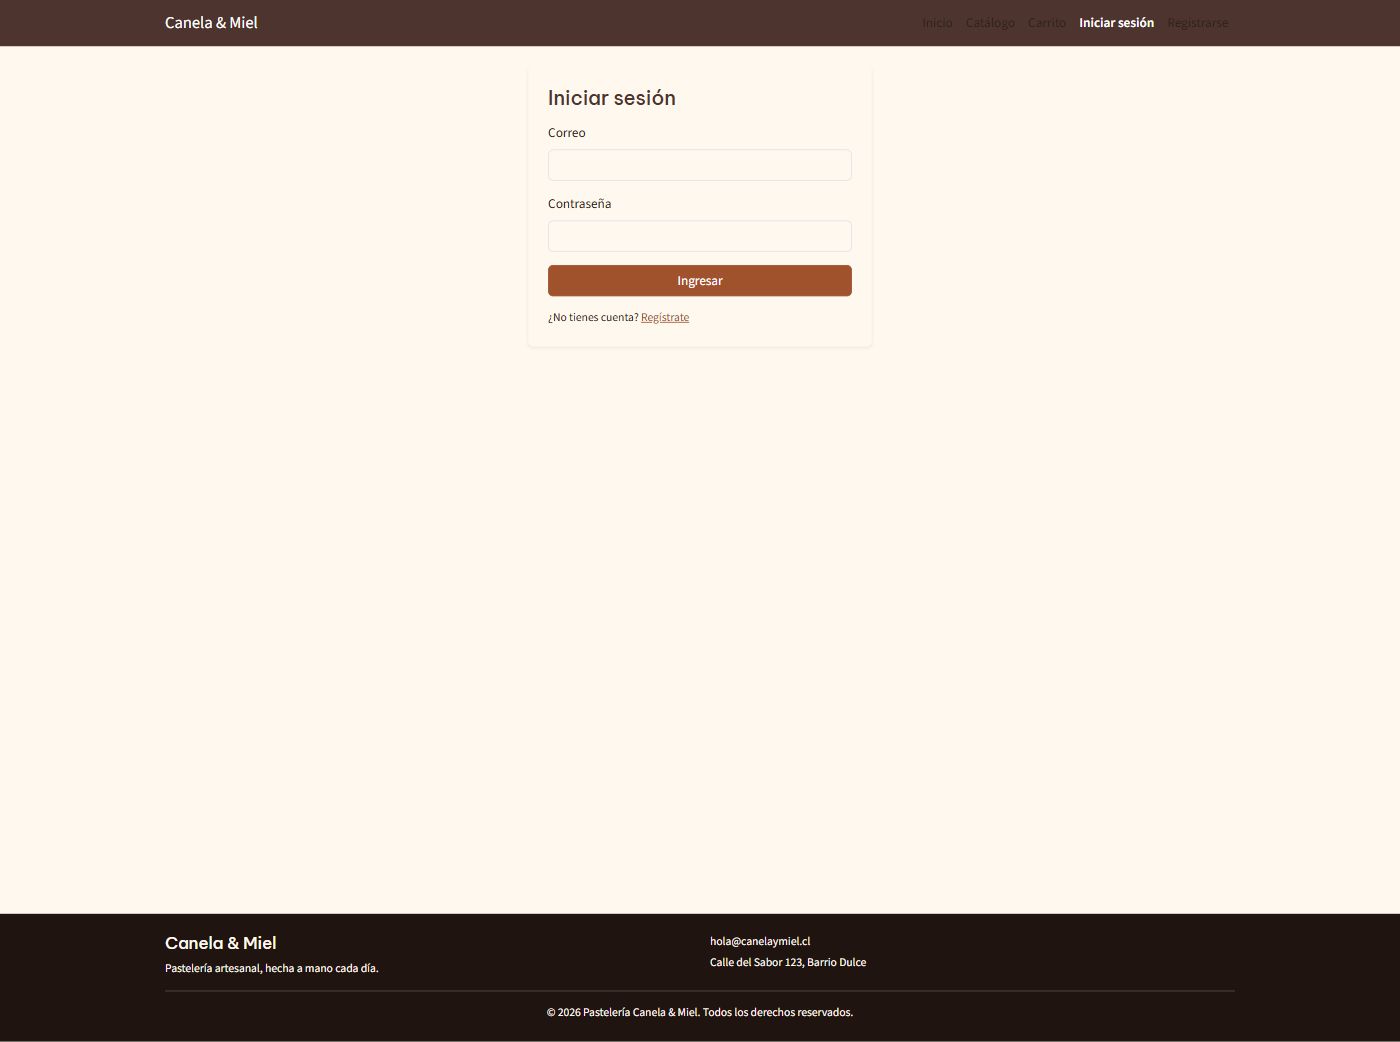 Canela & Miel
Inicio Catálogo Carrito Iniciar sesión Registrarse
Iniciar sesión
Correo
Contraseña
Ingresar
¿No tienes cuenta? Regístrate
Canela & Miel
Pastelería artesanal, hecha a mano cada día.
hola@canelaymiel.cl
Calle del Sabor 123, Barrio Dulce
© 2026 Pastelería Canela & Miel. Todos los derechos reservados.